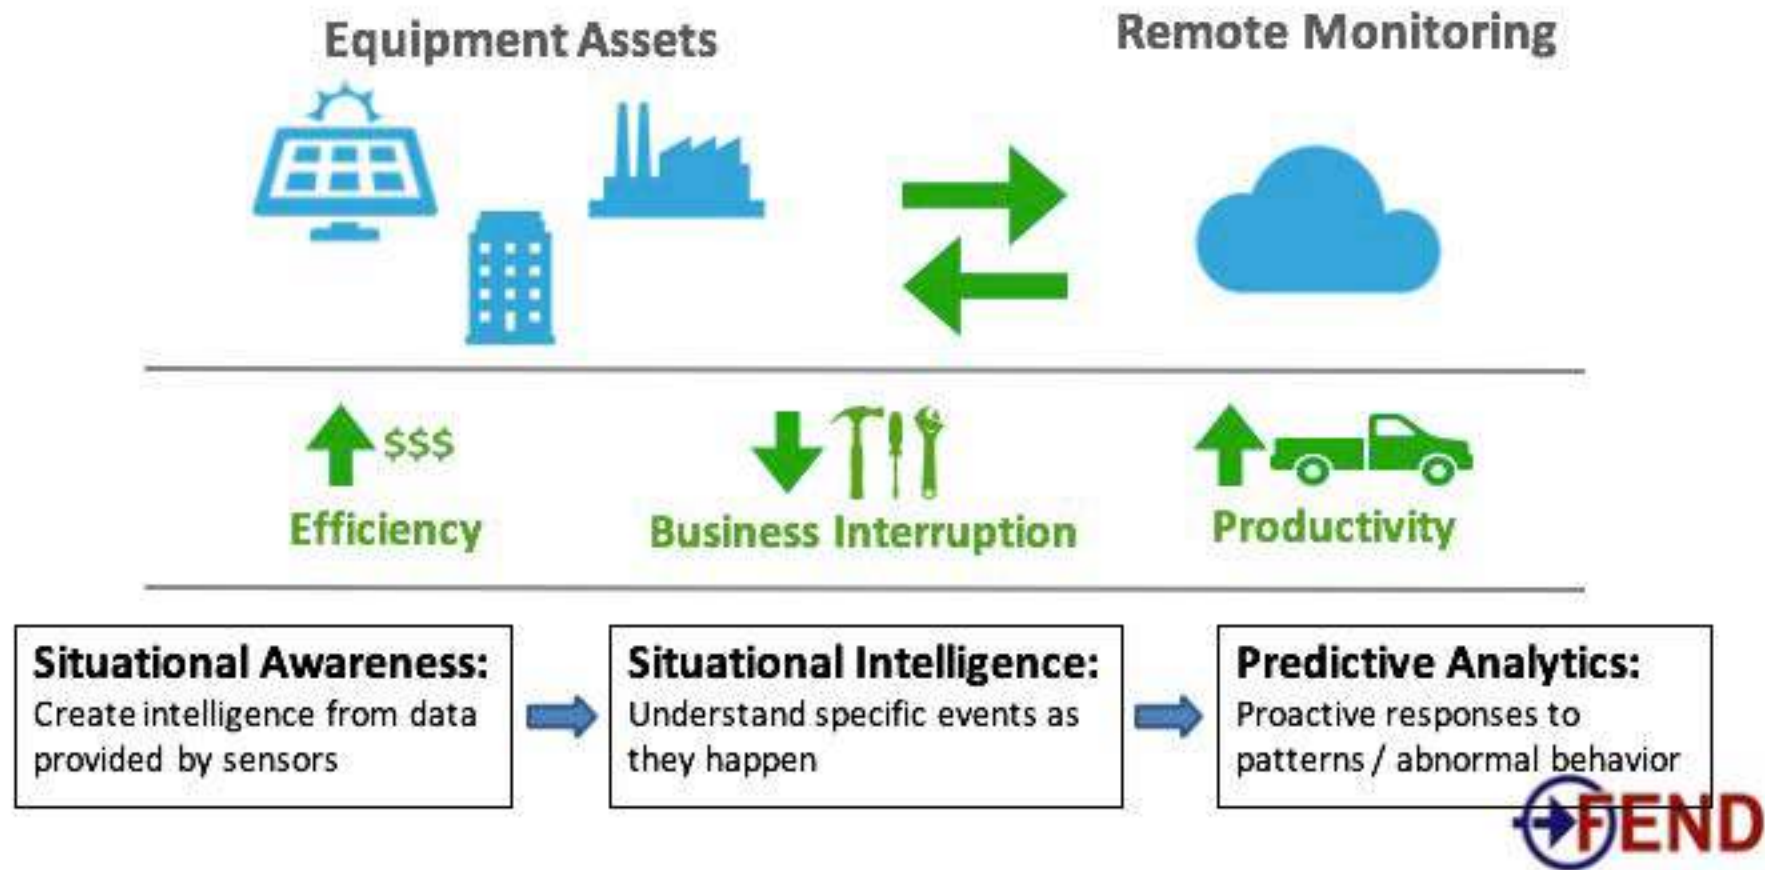 Equipment Assets
Remote Monitoring
$$$
Efficiency
Business Interruption
Productivity
Situational Awareness:
Create intelligence from data
provided by sensors
Situational Intelligence:
Understand specific events as
they happen
Predictive Analytics:
Proactive responses to
patterns / abnormal behavior
FEND